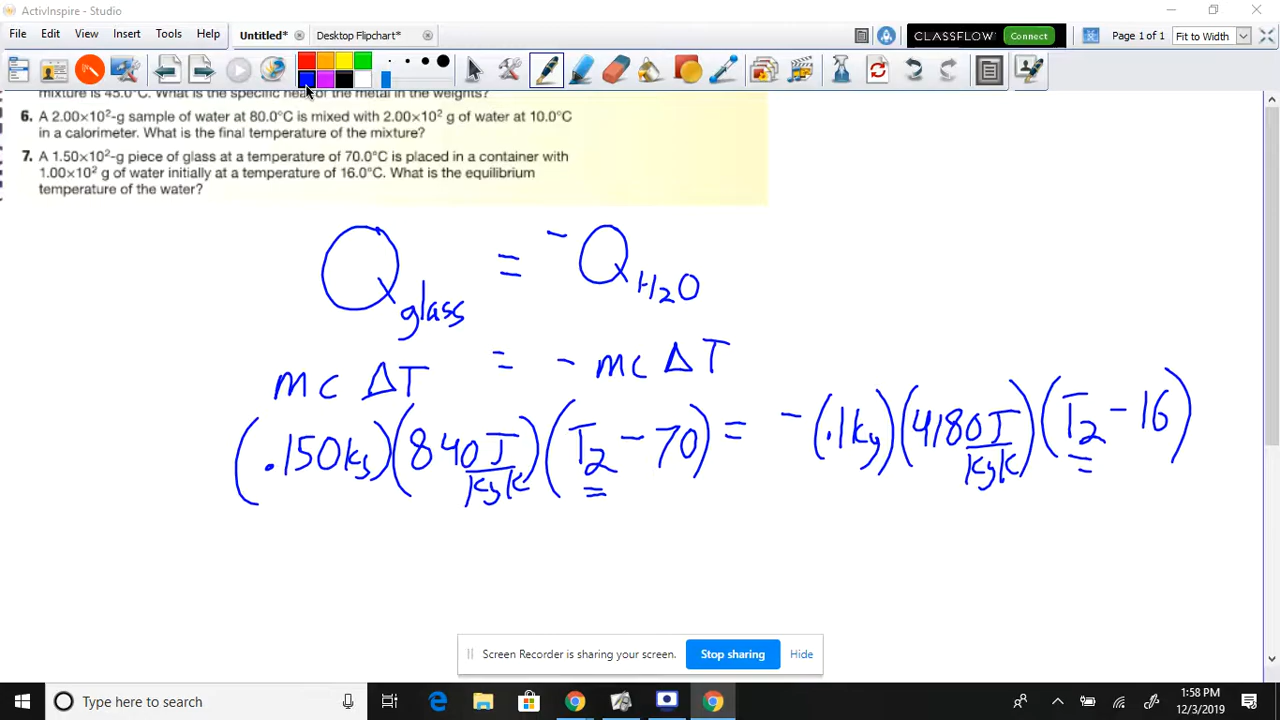 ActivInspire - Studio
File Edit View Insert Tools Help Untitled* Desktop Flipchart* CLASSFLOW Connect Page 1 of 1 Fit to Width
mixture is 45.0°C. What is the specific heat of the metal in the weights?
6. A 2.00×10²-g sample of water at 80.0°C is mixed with 2.00×10² g of water at 10.0°C
in a calorimeter. What is the final temperature of the mixture?
7. A 1.50×10²-g piece of glass at a temperature of 70.0°C is placed in a container with
1.00×10² g of water initially at a temperature of 16.0°C. What is the equilibrium
temperature of the water?
Q glass = -Q H₂O
mc ΔT = - mc ΔT
(.150kg)(840 J/kgK)(T₂ - 70) = -(.1kg)(4180 J/kgK)(T₂ - 16)
Screen Recorder is sharing your screen. Stop sharing Hide
Type here to search
1:58 PM
12/3/2019